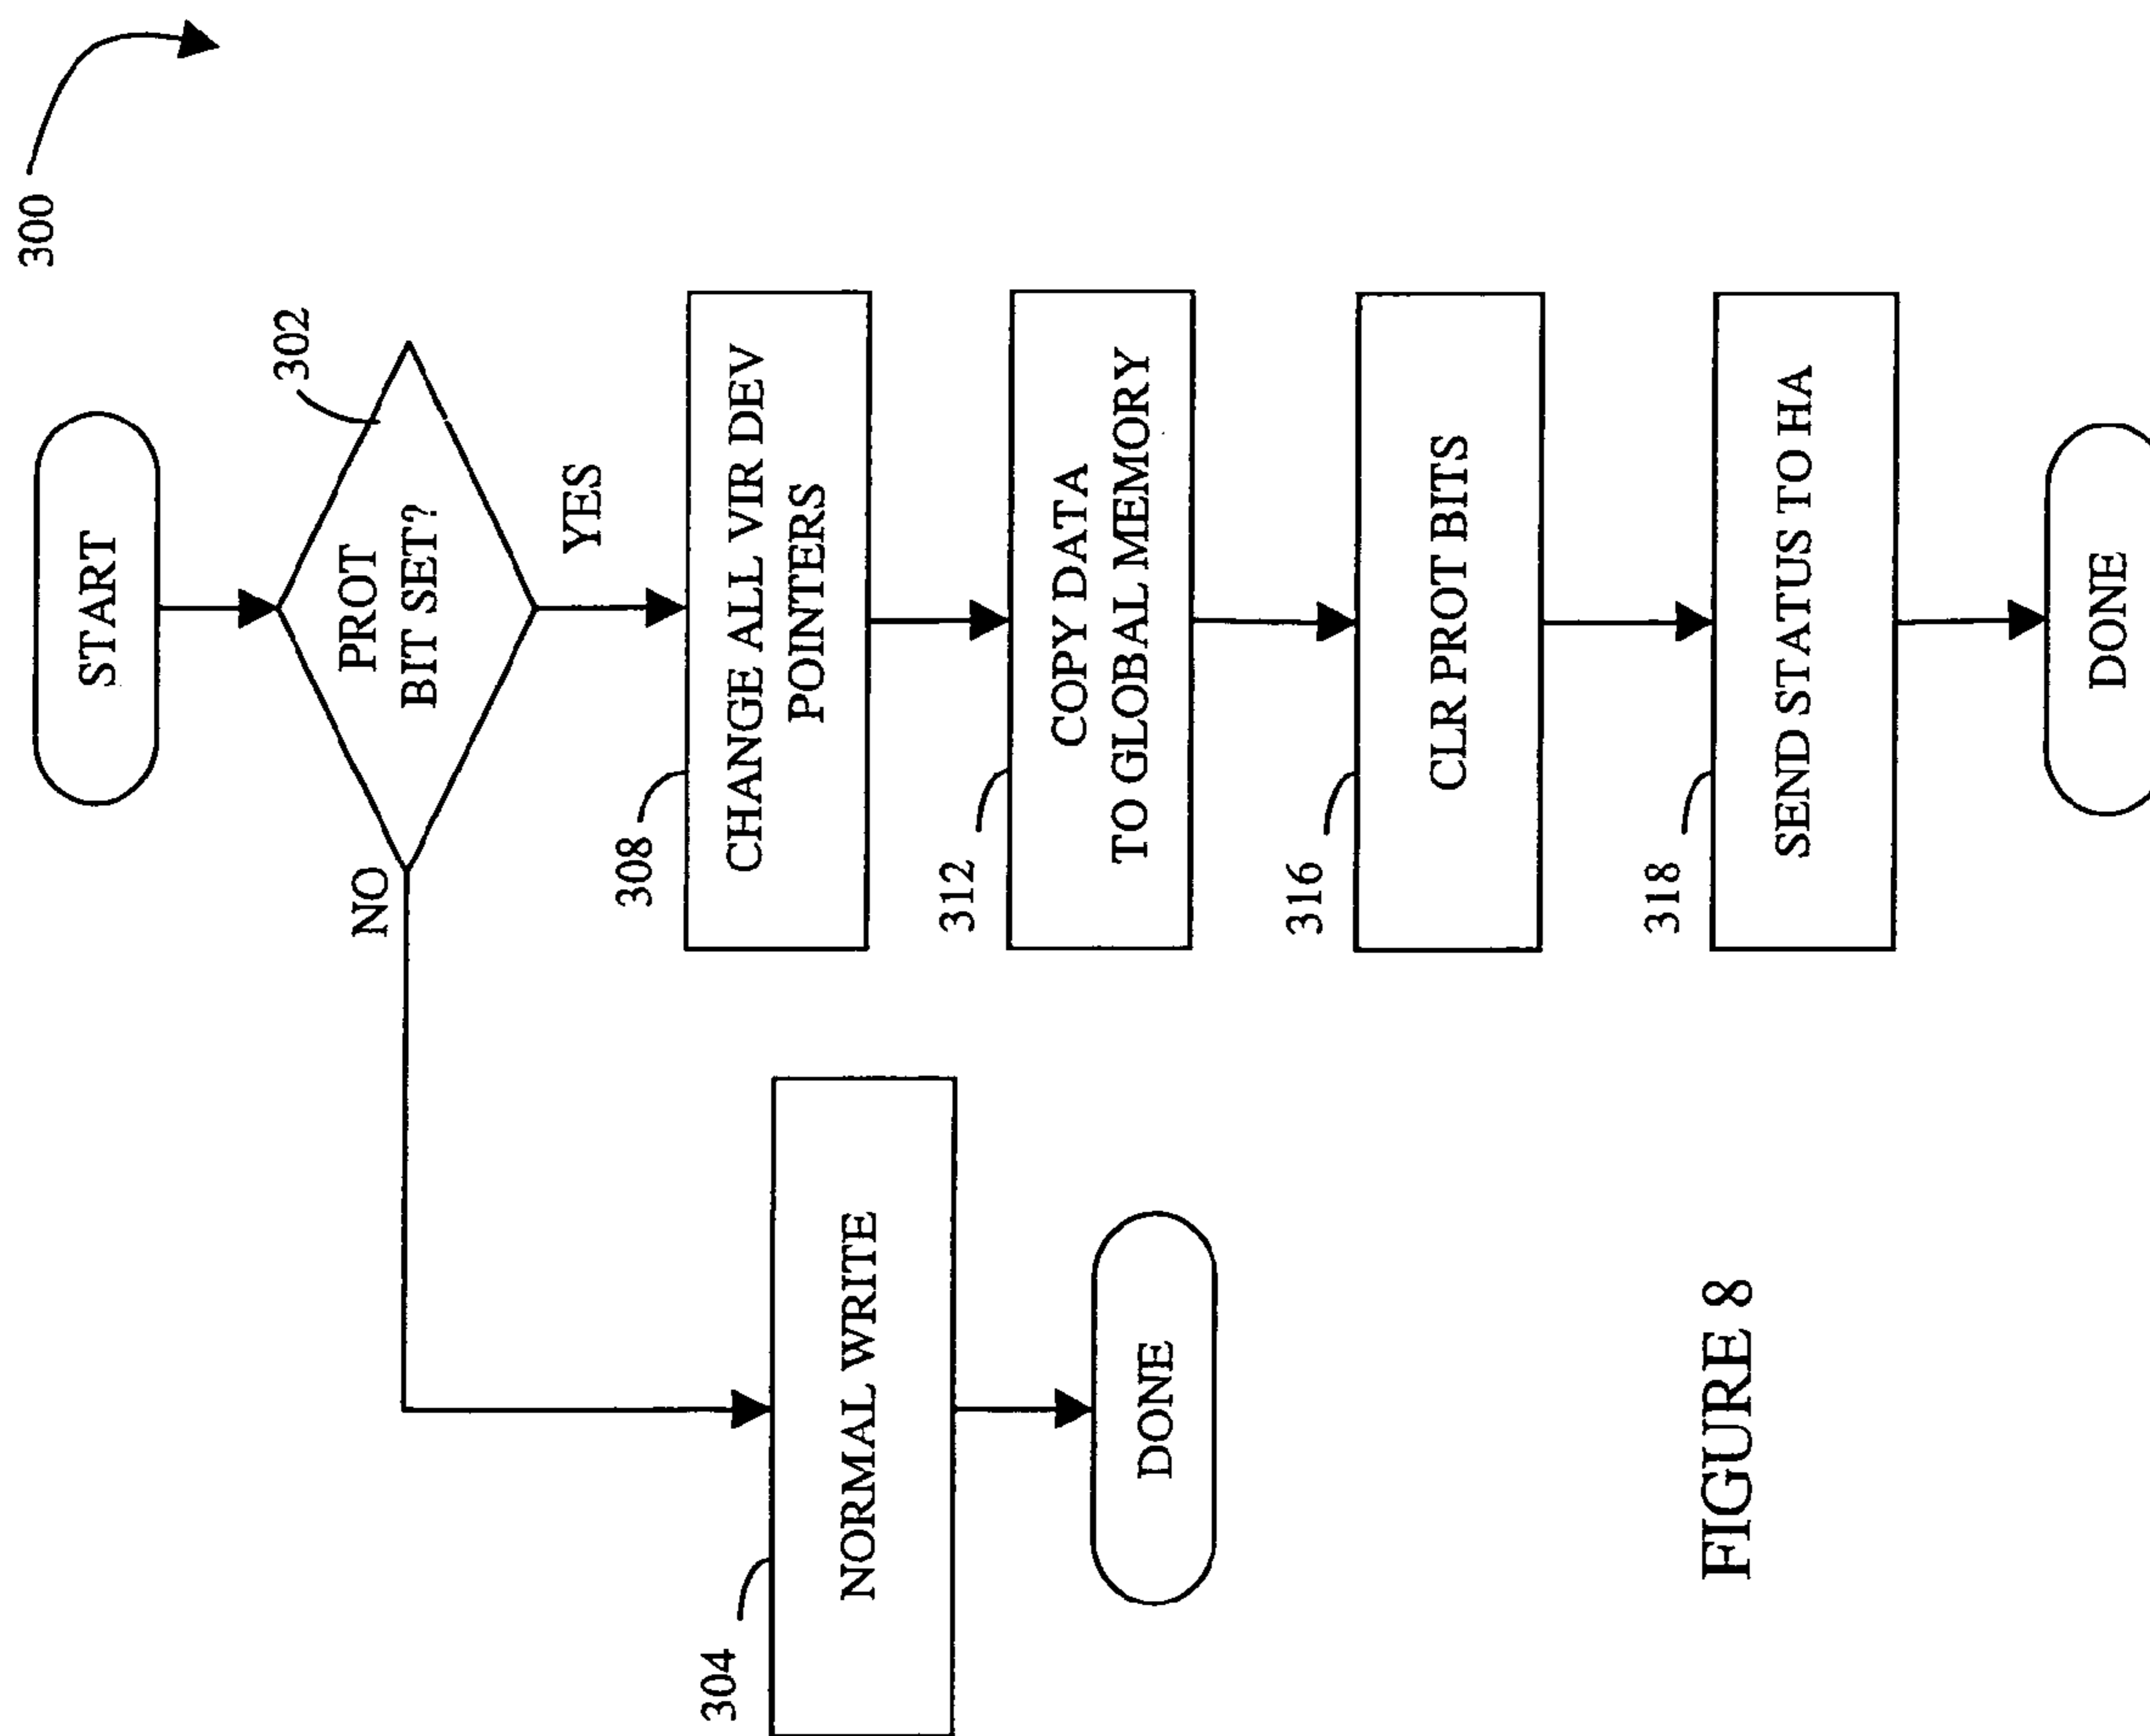 300
START
302
PROT
BIT SET?
NO
YES
308
CHANGE ALL VIR DEV
POINTERS
312
COPY DATA
TO GLOBAL MEMORY
316
CLR PROT BITS
318
SEND STATUS TO HA
DONE
304
NORMAL WRITE
DONE
FIGURE 8